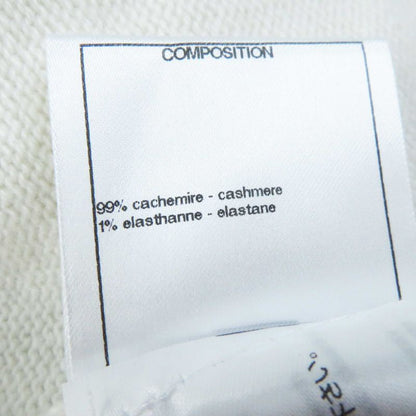 COMPOSITION
99% cachemire - cashmere
1% elasthanne - elastane